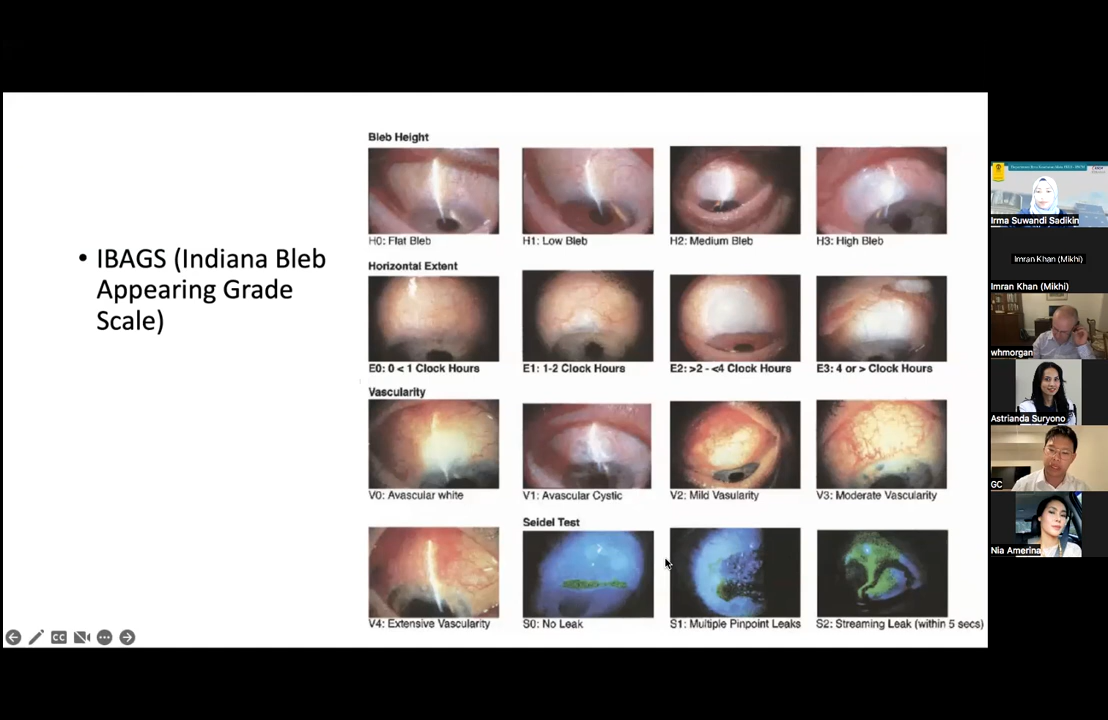 • IBAGS (Indiana Bleb
Appearing Grade
Scale)
Bleb Height
H0: Flat Bleb
H1: Low Bleb
H2: Medium Bleb
H3: High Bleb
Horizontal Extent
E0: 0 < 1 Clock Hours
E1: 1-2 Clock Hours
E2: >2 - <4 Clock Hours
E3: 4 or > Clock Hours
Vascularity
V0: Avascular white
V1: Avascular Cystic
V2: Mild Vasularity
V3: Moderate Vascularity
Seidel Test
V4: Extensive Vascularity
S0: No Leak
S1: Multiple Pinpoint Leaks
S2: Streaming Leak (within 5 secs)
CC
Irma Suwandi Sadikin
Imran Khan (Mikhi)
Imran Khan (Mikhi)
whmorgan
Astrianda Suryono
GC
Nia Amerina